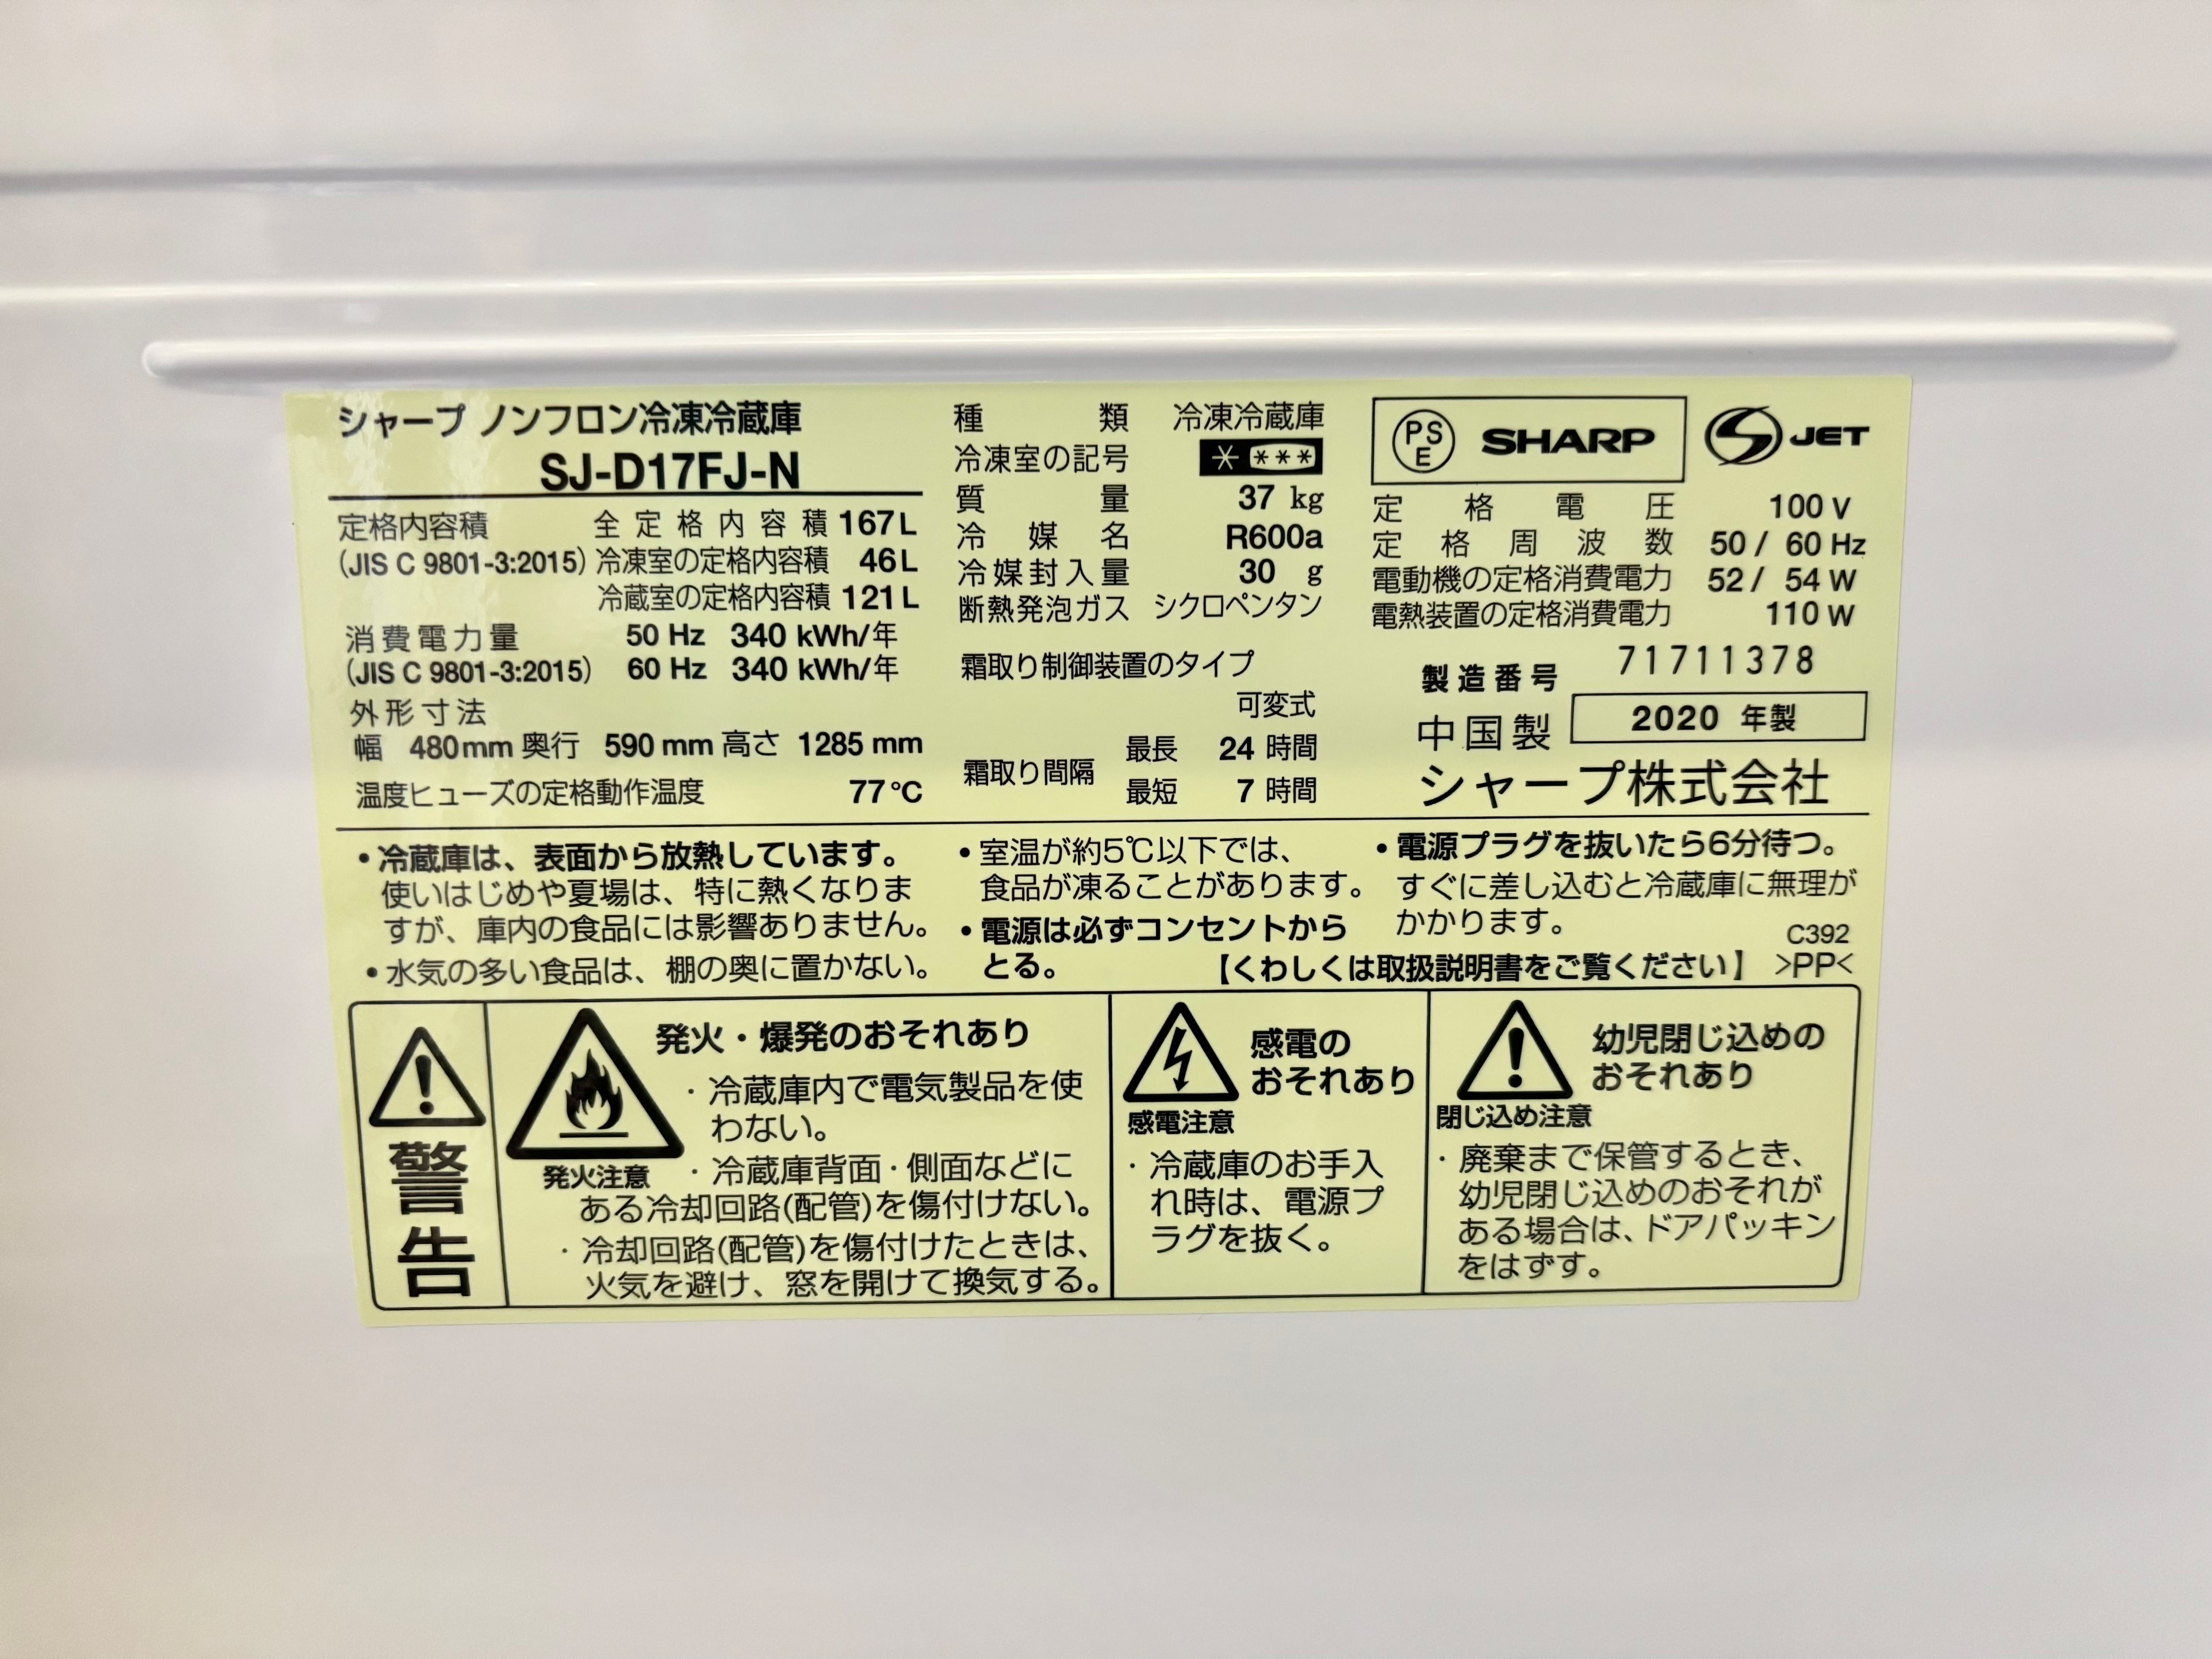 シャープ ノンフロン冷凍冷蔵庫
SJ-D17FJ-N
定格内容積 全定格内容積 167L
(JIS C 9801-3:2015) 冷凍室の定格内容積 46L
冷蔵室の定格内容積 121L
消費電力量 50 Hz 340 kWh/年
(JIS C 9801-3:2015) 60 Hz 340 kWh/年
外形寸法
幅 480mm 奥行 590mm 高さ 1285 mm
温度ヒューズの定格動作温度 77℃
種類 冷凍冷蔵庫
冷凍室の記号 * ***
質量 37 kg
冷媒名 R600a
冷媒封入量 30 g
断熱発泡ガス シクロペンタン
霜取り制御装置のタイプ
可変式
霜取り間隔 最長 24 時間
最短 7 時間
PSE SHARP JET
定格電圧 100 V
定格周波数 50 / 60 Hz
電動機の定格消費電力 52 / 54 W
電熱装置の定格消費電力 110 W
製造番号 71711378
中国製 2020 年製
シャープ株式会社
・冷蔵庫は、表面から放熱しています。
使いはじめや夏場は、特に熱くなりま
すが、庫内の食品には影響ありません。
・水気の多い食品は、棚の奥に置かない。
・室温が約5℃以下では、
食品が凍ることがあります。
・電源は必ずコンセントから
とる。
・電源プラグを抜いたら6分待つ。
すぐに差し込むと冷蔵庫に無理が
かかります。
C392
【くわしくは取扱説明書をご覧ください】 >PP<
警告
発火・爆発のおそれあり
発火注意
・冷蔵庫内で電気製品を使
わない。
・冷蔵庫背面・側面などに
ある冷却回路(配管)を傷付けない。
・冷却回路(配管)を傷付けたときは、
火気を避け、窓を開けて換気する。
感電の
おそれあり
感電注意
・冷蔵庫のお手入
れ時は、電源プ
ラグを抜く。
幼児閉じ込めの
おそれあり
閉じ込め注意
・廃棄まで保管するとき、
幼児閉じ込めのおそれが
ある場合は、ドアパッキン
をはずす。